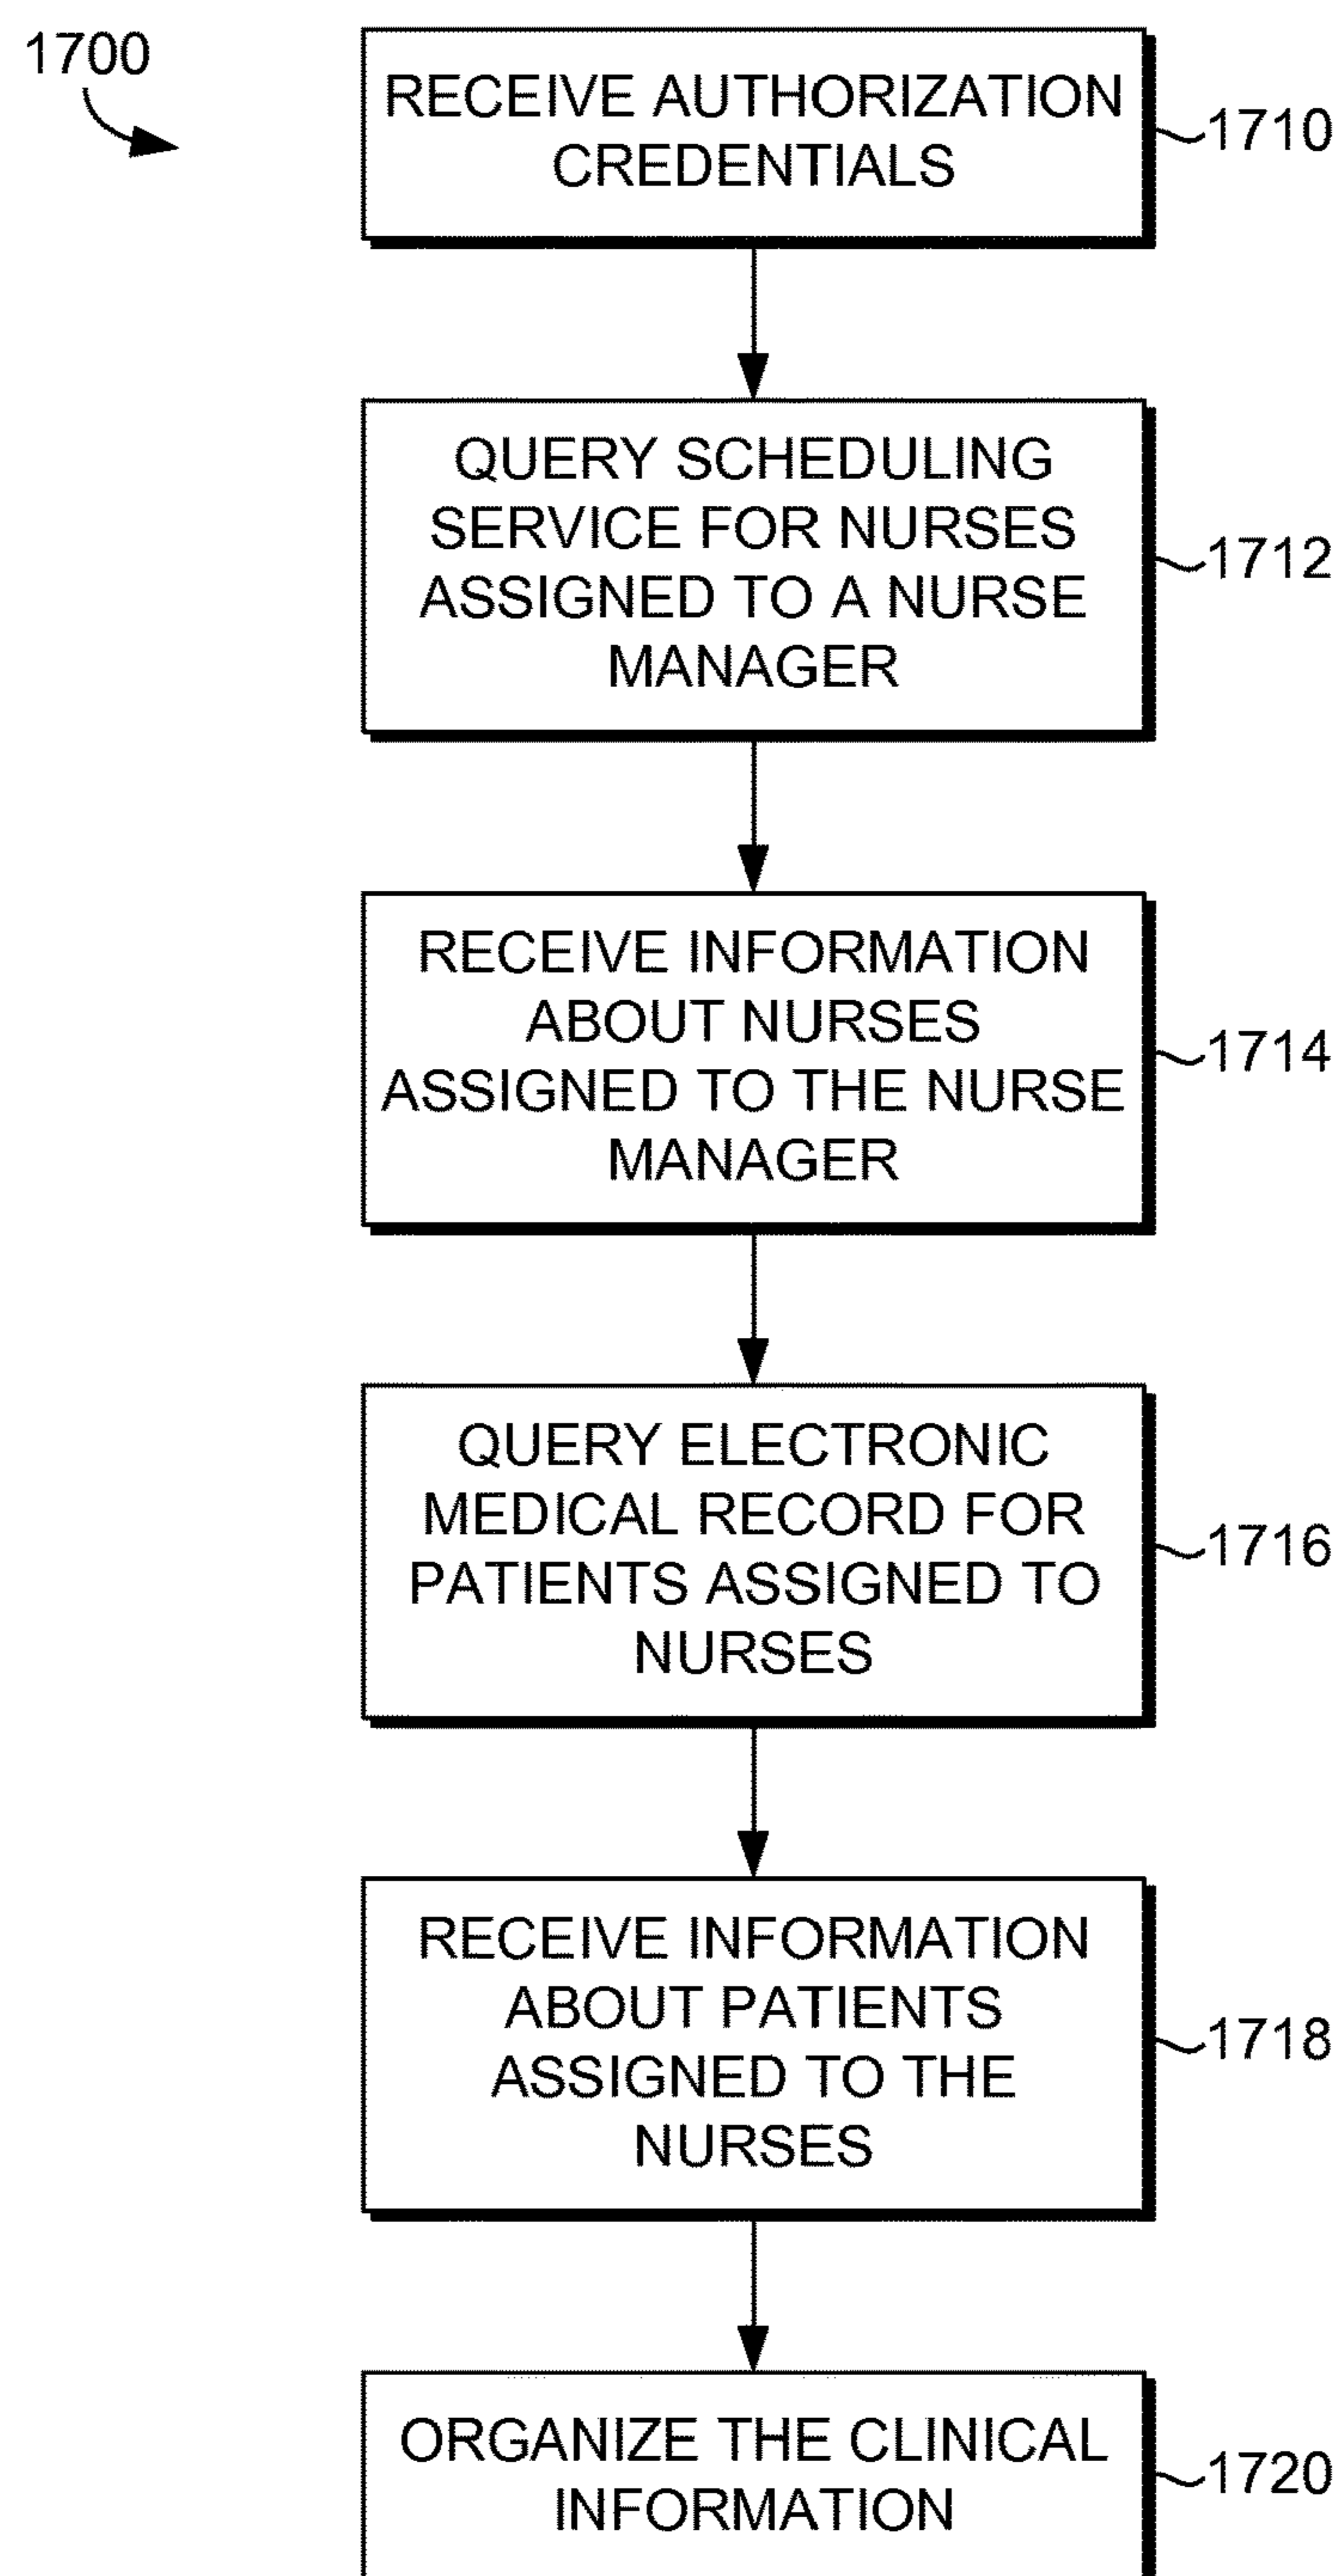 1700
RECEIVE AUTHORIZATION
CREDENTIALS
1710
QUERY SCHEDULING
SERVICE FOR NURSES
ASSIGNED TO A NURSE
MANAGER
1712
RECEIVE INFORMATION
ABOUT NURSES
ASSIGNED TO THE NURSE
MANAGER
1714
QUERY ELECTRONIC
MEDICAL RECORD FOR
PATIENTS ASSIGNED TO
NURSES
1716
RECEIVE INFORMATION
ABOUT PATIENTS
ASSIGNED TO THE
NURSES
1718
ORGANIZE THE CLINICAL
INFORMATION
1720